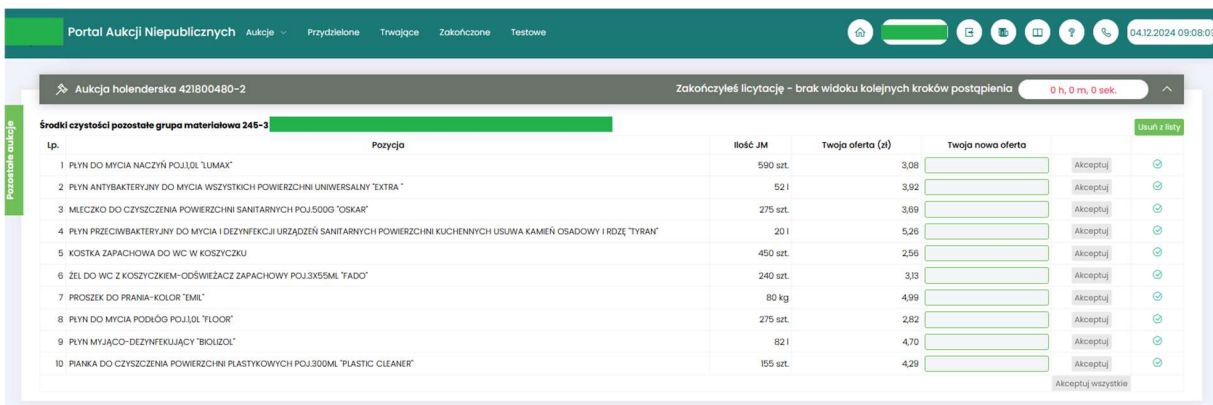 Portal Aukcji Niepublicznych Aukcje Przydzielone Trwające Zakończone Testowe 04.12.2024 09:08:09
Aukcja holenderska 421800480-2 Zakończyłeś licytację - brak widoku kolejnych kroków postąpienia 0 h, 0 m, 0 sek.
Pozostałe aukcje
Środki czystości pozostałe grupa materiałowa 245-3 Usuń z listy
Lp. Pozycja Ilość JM Twoja oferta (zł) Twoja nowa oferta
1 PŁYN DO MYCIA NACZYŃ POJ.1,0L "LUMAX" 590 szt. 3,08 Akceptuj
2 PŁYN ANTYBAKTERYJNY DO MYCIA WSZYSTKICH POWIERZCHNI UNIWERSALNY "EXTRA " 52 l 3,92 Akceptuj
3 MLECZKO DO CZYSZCZENIA POWIERZCHNI SANITARNYCH POJ.500G "OSKAR" 275 szt. 3,69 Akceptuj
4 PŁYN PRZECIWBAKTERYJNY DO MYCIA I DEZYNFEKCJI URZĄDZEŃ SANITARNYCH POWIERZCHNI KUCHENNYCH USUWA KAMIEŃ OSADOWY I RDZĘ "TYRAN" 20 l 5,26 Akceptuj
5 KOSTKA ZAPACHOWA DO WC W KOSZYCZKU 450 szt. 2,56 Akceptuj
6 ŻEL DO WC Z KOSZYCZKIEM-ODŚWIEŻACZ ZAPACHOWY POJ.3X55ML "FADO" 240 szt. 3,13 Akceptuj
7 PROSZEK DO PRANIA-KOLOR "EMIL" 80 kg 4,99 Akceptuj
8 PŁYN DO MYCIA PODŁÓG POJ.1,0L "FLOOR" 275 szt. 2,82 Akceptuj
9 PŁYN MYJĄCO-DEZYNFEKUJĄCY "BIOLIZOL" 82 l 4,70 Akceptuj
10 PIANKA DO CZYSZCZENIA POWIERZCHNI PLASTYKOWYCH POJ.300ML "PLASTIC CLEANER" 155 szt. 4,29 Akceptuj
Akceptuj wszystkie